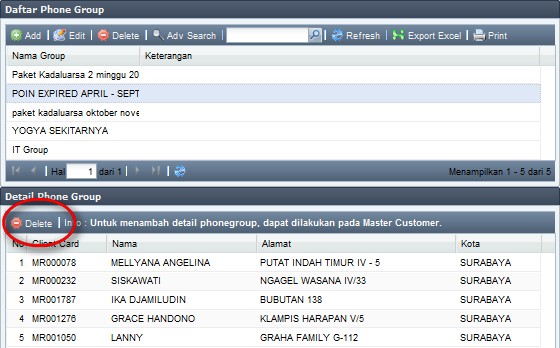 Daftar Phone Group
Add Edit Delete Adv Search Refresh Export Excel Print
Nama Group Keterangan
Paket Kadaluarsa 2 minggu 20
POIN EXPIRED APRIL - SEPT
paket kadaluarsa oktober nove
YOGYA SEKITARNYA
IT Group
Hal 1 dari 1 Menampilkan 1 - 5 dari 5
Detail Phone Group
Delete Info : Untuk menambah detail phonegroup, dapat dilakukan pada Master Customer.
No Client Card Nama Alamat Kota
1 MR000078 MELLYANA ANGELINA PUTAT INDAH TIMUR IV - 5 SURABAYA
2 MR000232 SISKAWATI NGAGEL WASANA IV/33 SURABAYA
3 MR001787 IKA DJAMILUDIN BUBUTAN 138 SURABAYA
4 MR001276 GRACE HANDONO KLAMPIS HARAPAN V/5 SURABAYA
5 MR001050 LANNY GRAHA FAMILY G-112 SURABAYA